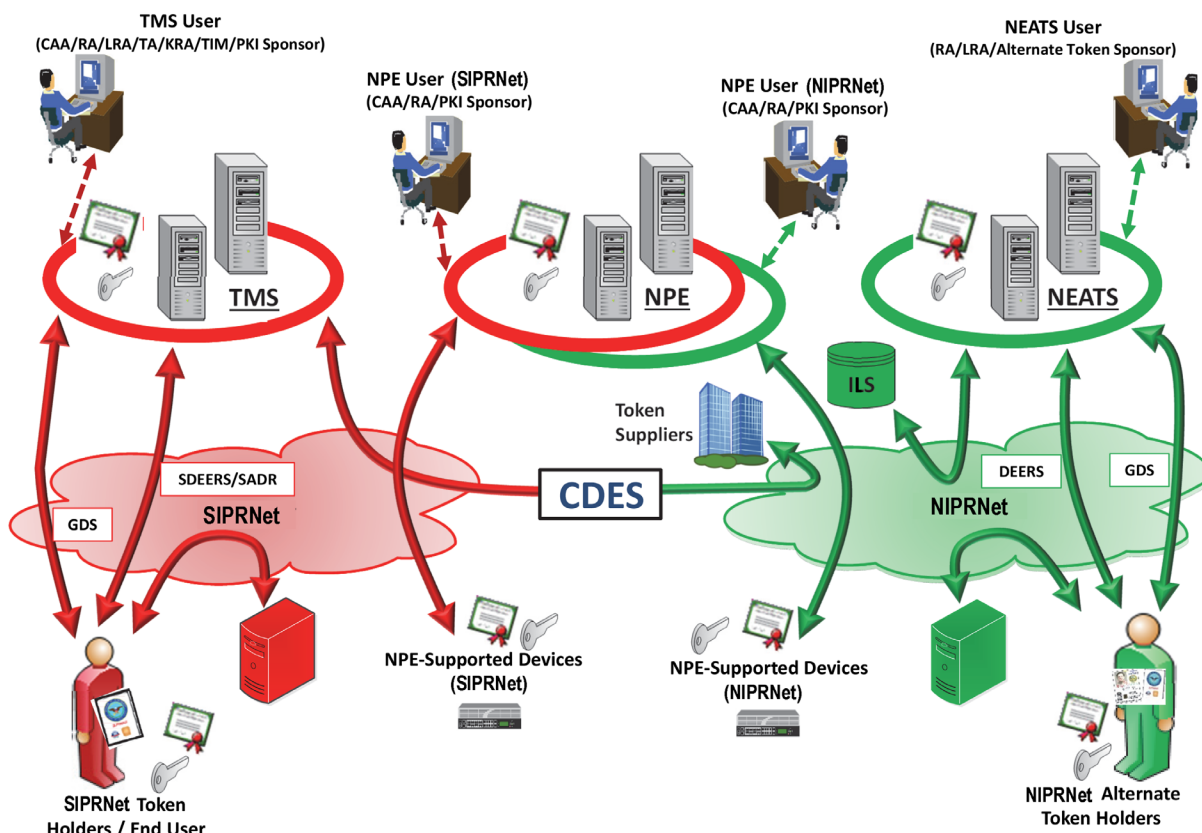 TMS User
(CAA/RA/LRA/TA/KRA/TIM/PKI Sponsor)
NPE User (SIPRNet)
(CAA/RA/PKI Sponsor)
NPE User (NIPRNet)
(CAA/RA/PKI Sponsor)
NEATS User
(RA/LRA/Alternate Token Sponsor)
TMS
NPE
NEATS
ILS
Token
Suppliers
SDEERS/SADR
SIPRNet
GDS
CDES
DEERS
GDS
NIPRNet
NPE-Supported Devices
(SIPRNet)
NPE-Supported Devices
(NIPRNet)
SIPRNet Token
Holders / End User
NIPRNet Alternate
Token Holders